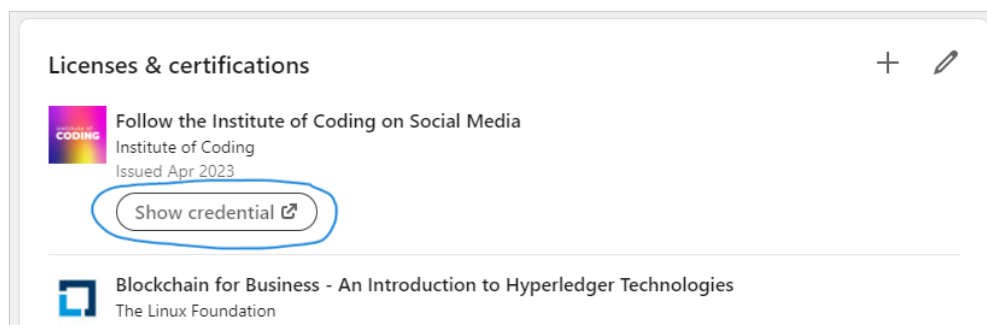 Licenses & certifications
institute of
CODING
Follow the Institute of Coding on Social Media
Institute of Coding
Issued Apr 2023
Show credential
Blockchain for Business - An Introduction to Hyperledger Technologies
The Linux Foundation